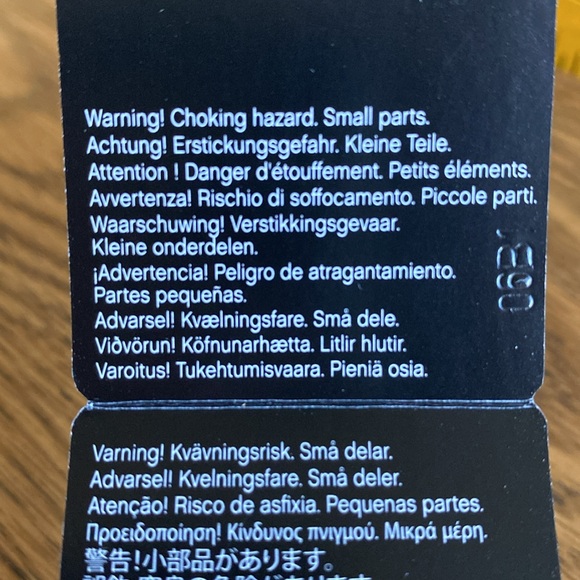 Warning! Choking hazard. Small parts.
Achtung! Erstickungsgefahr. Kleine Teile.
Attention ! Danger d'étouffement. Petits éléments.
Avvertenza! Rischio di soffocamento. Piccole parti.
Waarschuwing! Verstikkingsgevaar.
Kleine onderdelen.
¡Advertencia! Peligro de atragantamiento.
Partes pequeñas.
Advarsel! Kvælningsfare. Små dele.
Viðvörun! Köfnunarhætta. Litlir hlutir.
Varoitus! Tukehtumisvaara. Pieniä osia.
06B1
Varning! Kvävningsrisk. Små delar.
Advarsel! Kvelningsfare. Små deler.
Atenção! Risco de asfixia. Pequenas partes.
Προειδοποίηση! Κίνδυνος πνιγμού. Μικρά μέρη.
警告!小部品があります。